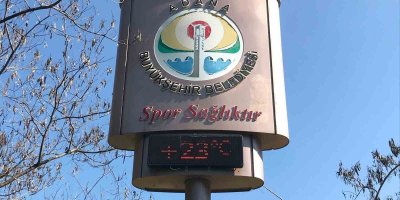 ADANA
BÜYÜKŞEHİR BELEDİYESİ
Spor Sağlıktır
+23°C